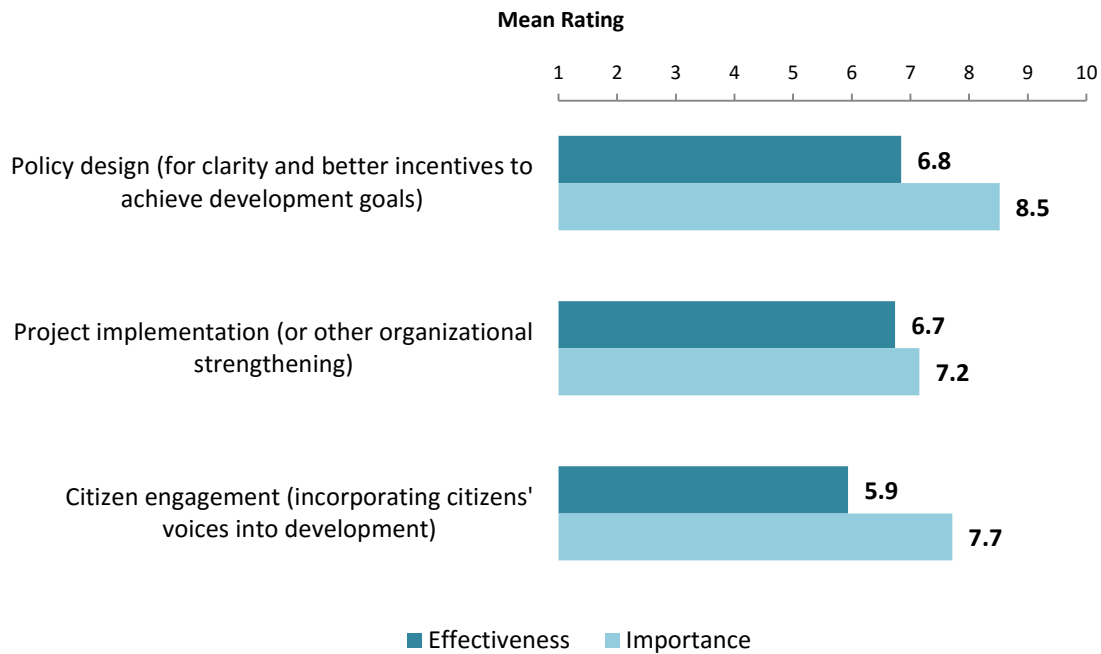 Mean Rating
1 2 3 4 5 6 7 8 9 10
Policy design (for clarity and better incentives to
achieve development goals)
6.8
8.5
Project implementation (or other organizational
strengthening)
6.7
7.2
Citizen engagement (incorporating citizens'
voices into development)
5.9
7.7
Effectiveness Importance